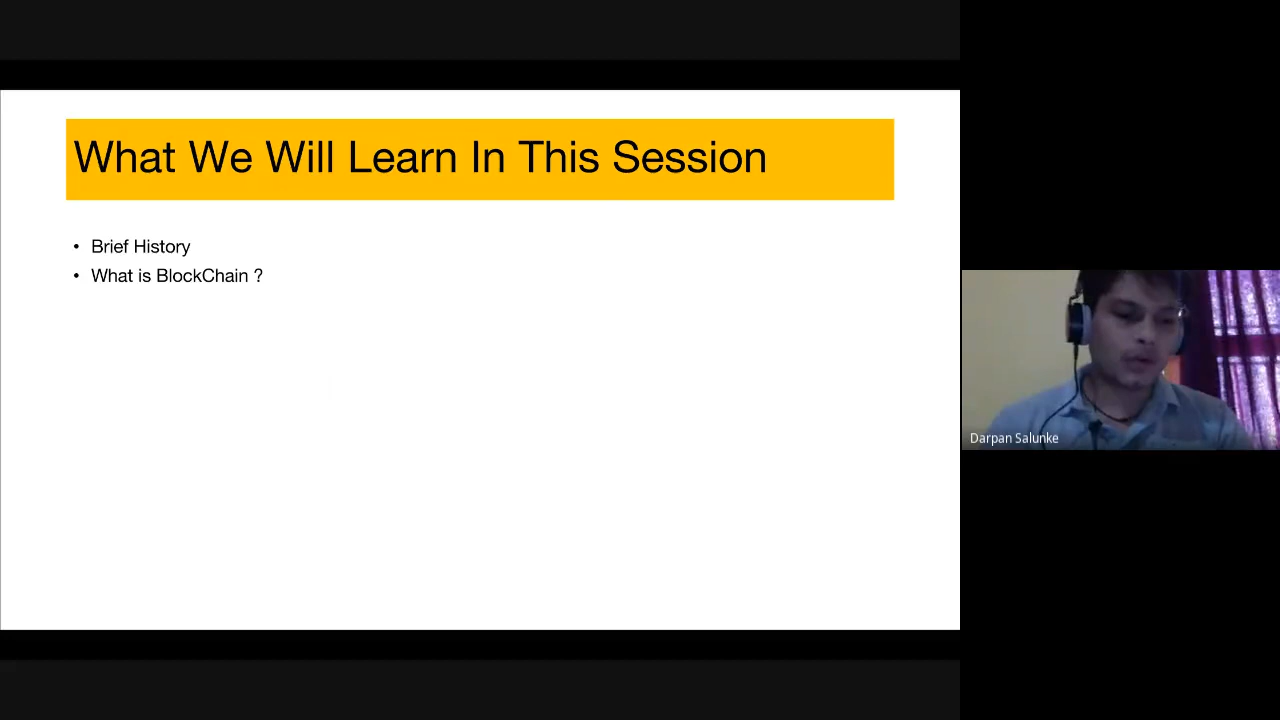 What We Will Learn In This Session
• Brief History
• What is BlockChain ?
Darpan Salunke